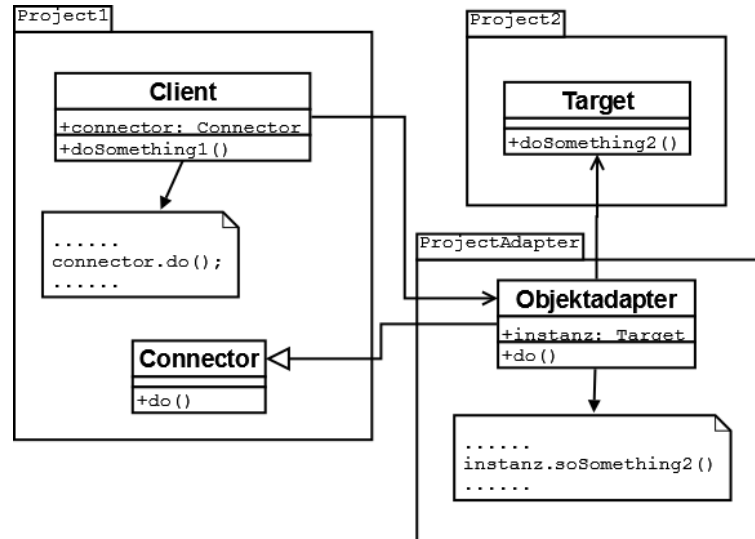 Project1
Client
+connector: Connector
+doSomething1()
......
connector.do();
......
Connector
+do()
Project2
Target
+doSomething2()
ProjectAdapter
Objektadapter
+instanz: Target
+do()
......
instanz.soSomething2()
......